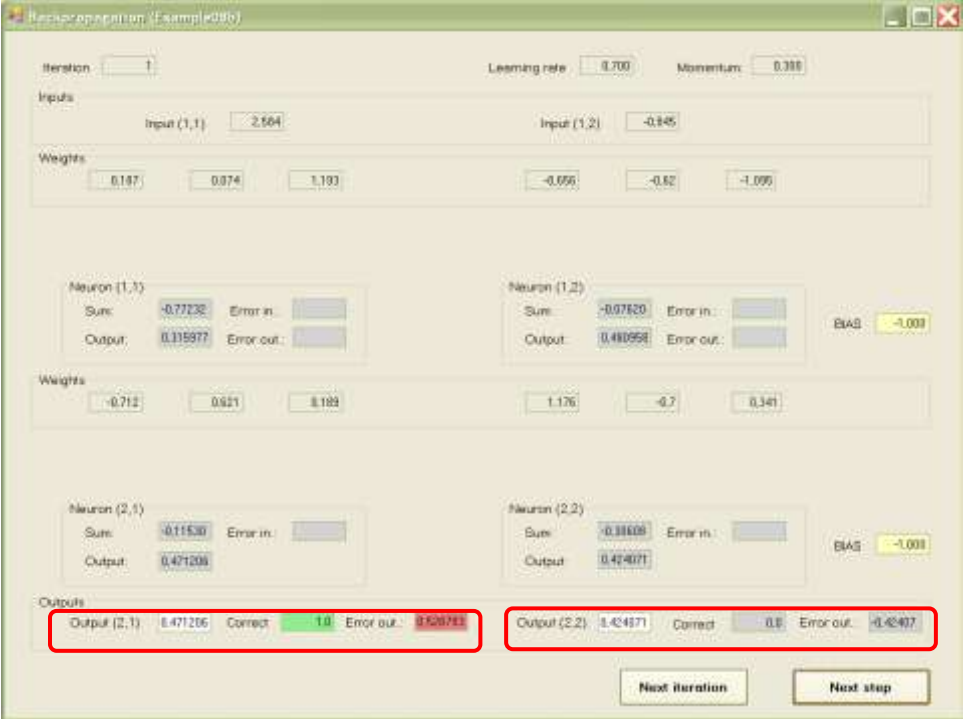 Backpropagation (Example08b)
Iteration 1 Learning rate 0,700 Momentum: 0,300
Inputs
Input (1,1) 2,584 Input (1,2) -0,845
Weights
0,187 0,074 1,193 -0,656 -0,62 -1,095
Neuron (1,1) Neuron (1,2)
Sum: -0,77232 Error in.: Sum: -0,07620 Error in.:
BIAS -1,000
Output: 0,315977 Error out.: Output: 0,480958 Error out.:
Weights
-0,712 0,621 0,189 1,176 -0,7 0,341
Neuron (2,1) Neuron (2,2)
Sum: -0,11530 Error in.: Sum: Error in.:
BIAS -1,000
Output: 0,471206 Output: 0,424071
Outputs
Output (2,1) 0,471206 Correct 1,0 Error out.: Output (2,2) 0,424071 Correct 0,0 Error out.: -0,42407
Next iteration Next step